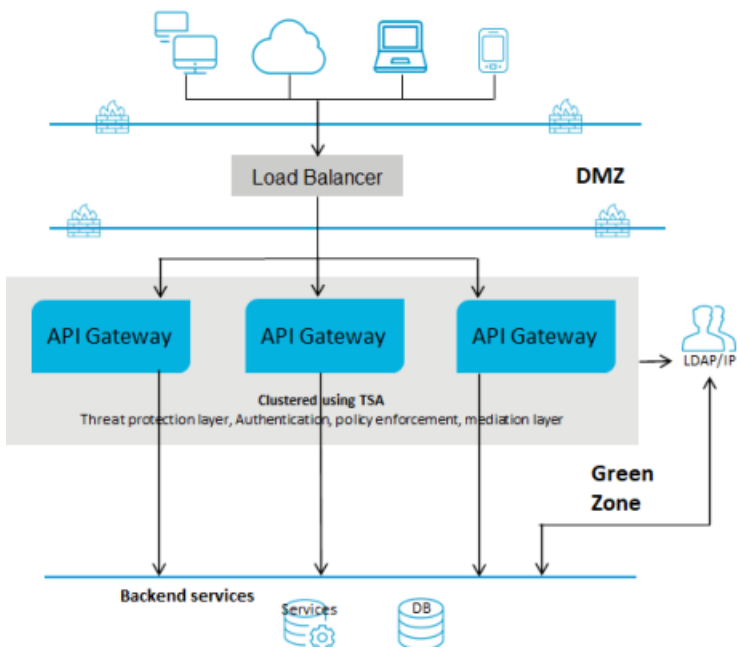 Load Balancer
DMZ
API Gateway
API Gateway
API Gateway
LDAP/IP
Clustered using TSA
Threat protection layer, Authentication, policy enforcement, mediation layer
Green
Zone
Backend services
Services
DB